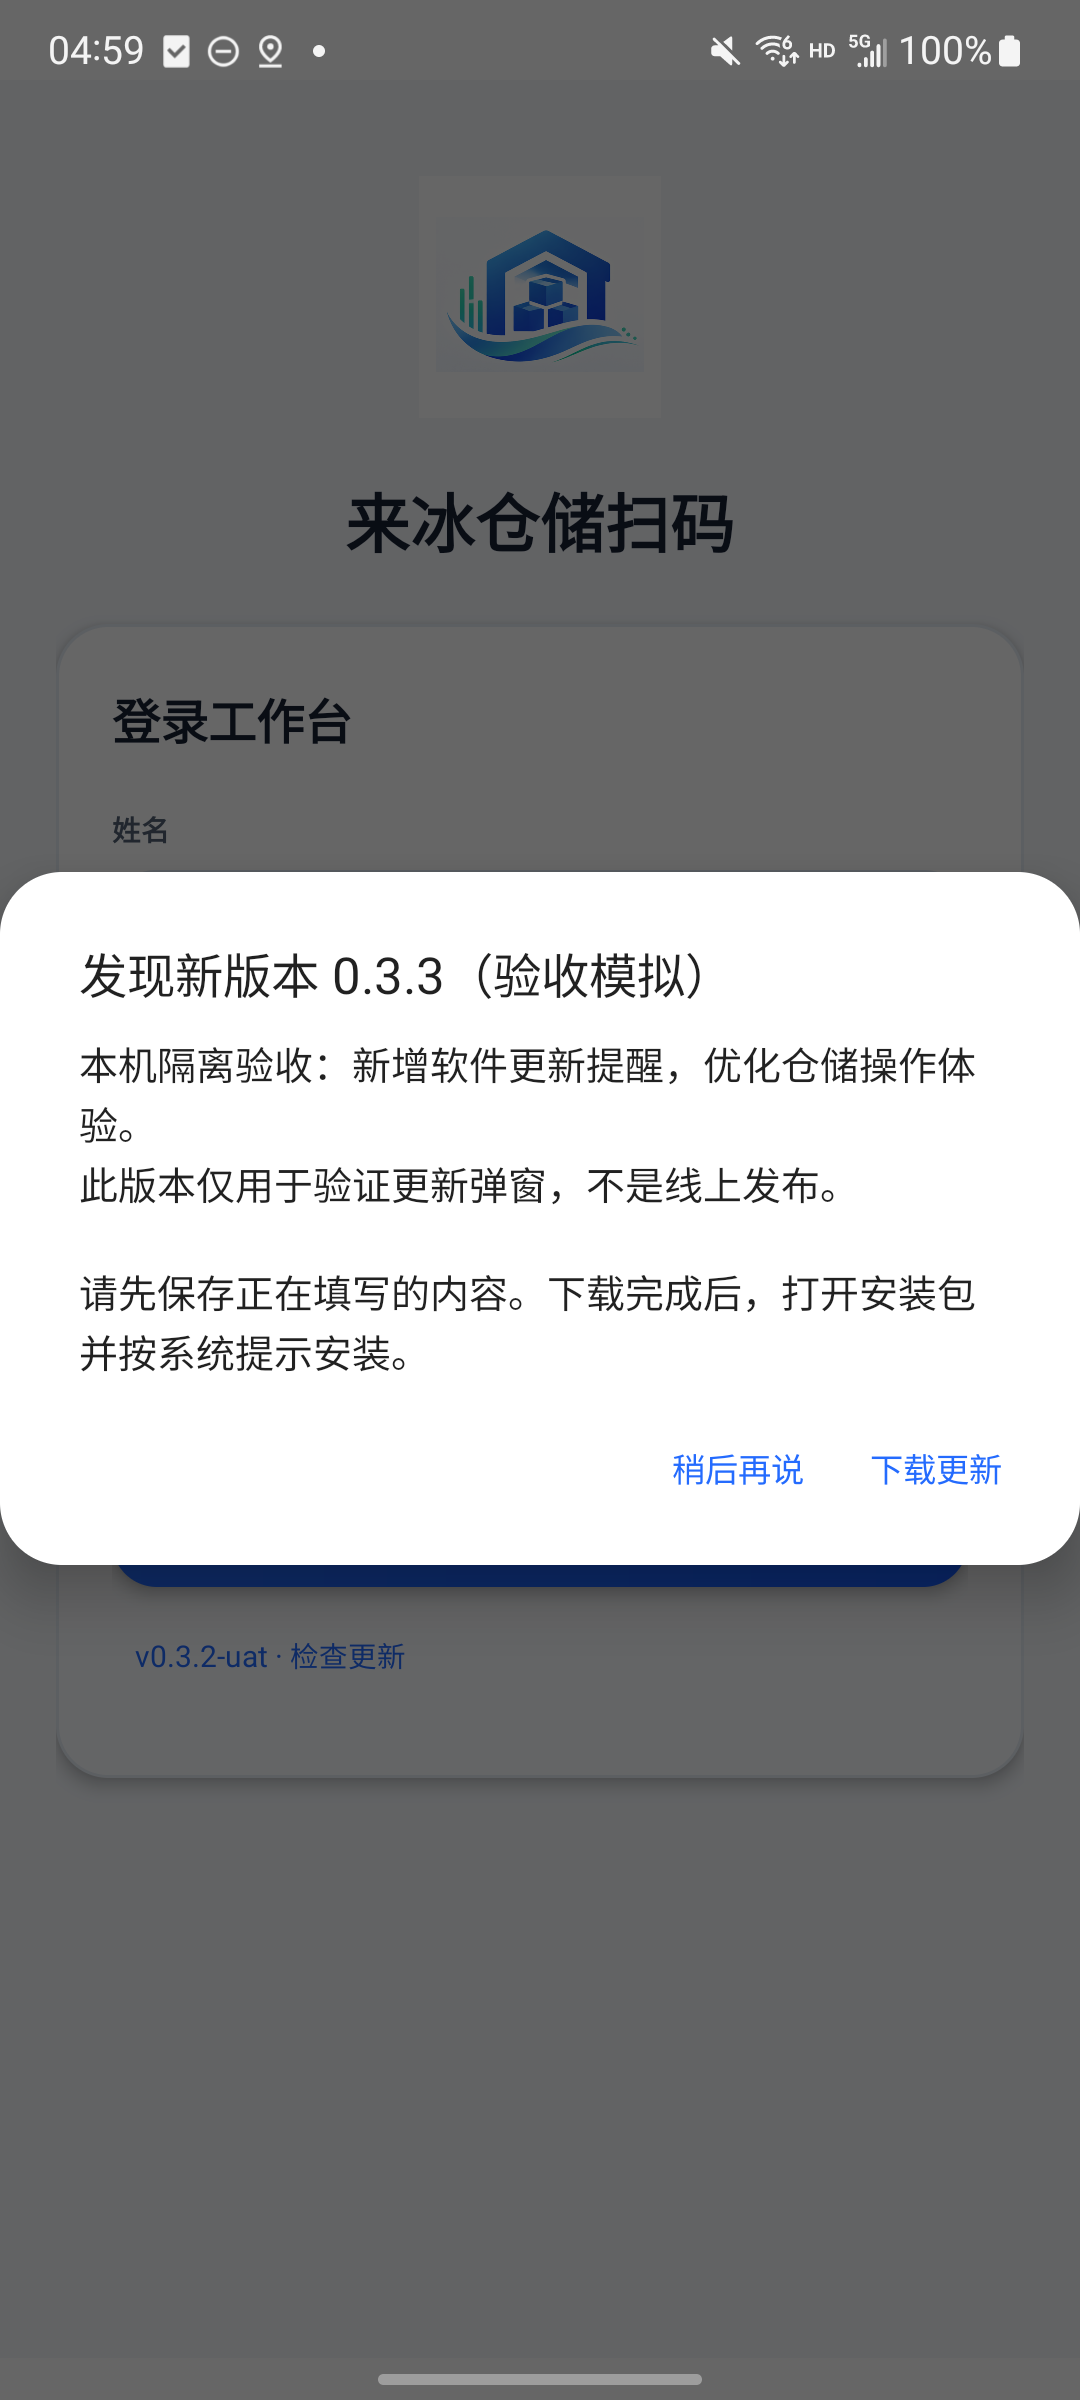 04:59
HD 5G 100%
来冰仓储扫码
登录工作台
姓名
发现新版本 0.3.3（验收模拟）
本机隔离验收：新增软件更新提醒，优化仓储操作体
验。
此版本仅用于验证更新弹窗，不是线上发布。
请先保存正在填写的内容。下载完成后，打开安装包
并按系统提示安装。
稍后再说 下载更新
v0.3.2-uat · 检查更新